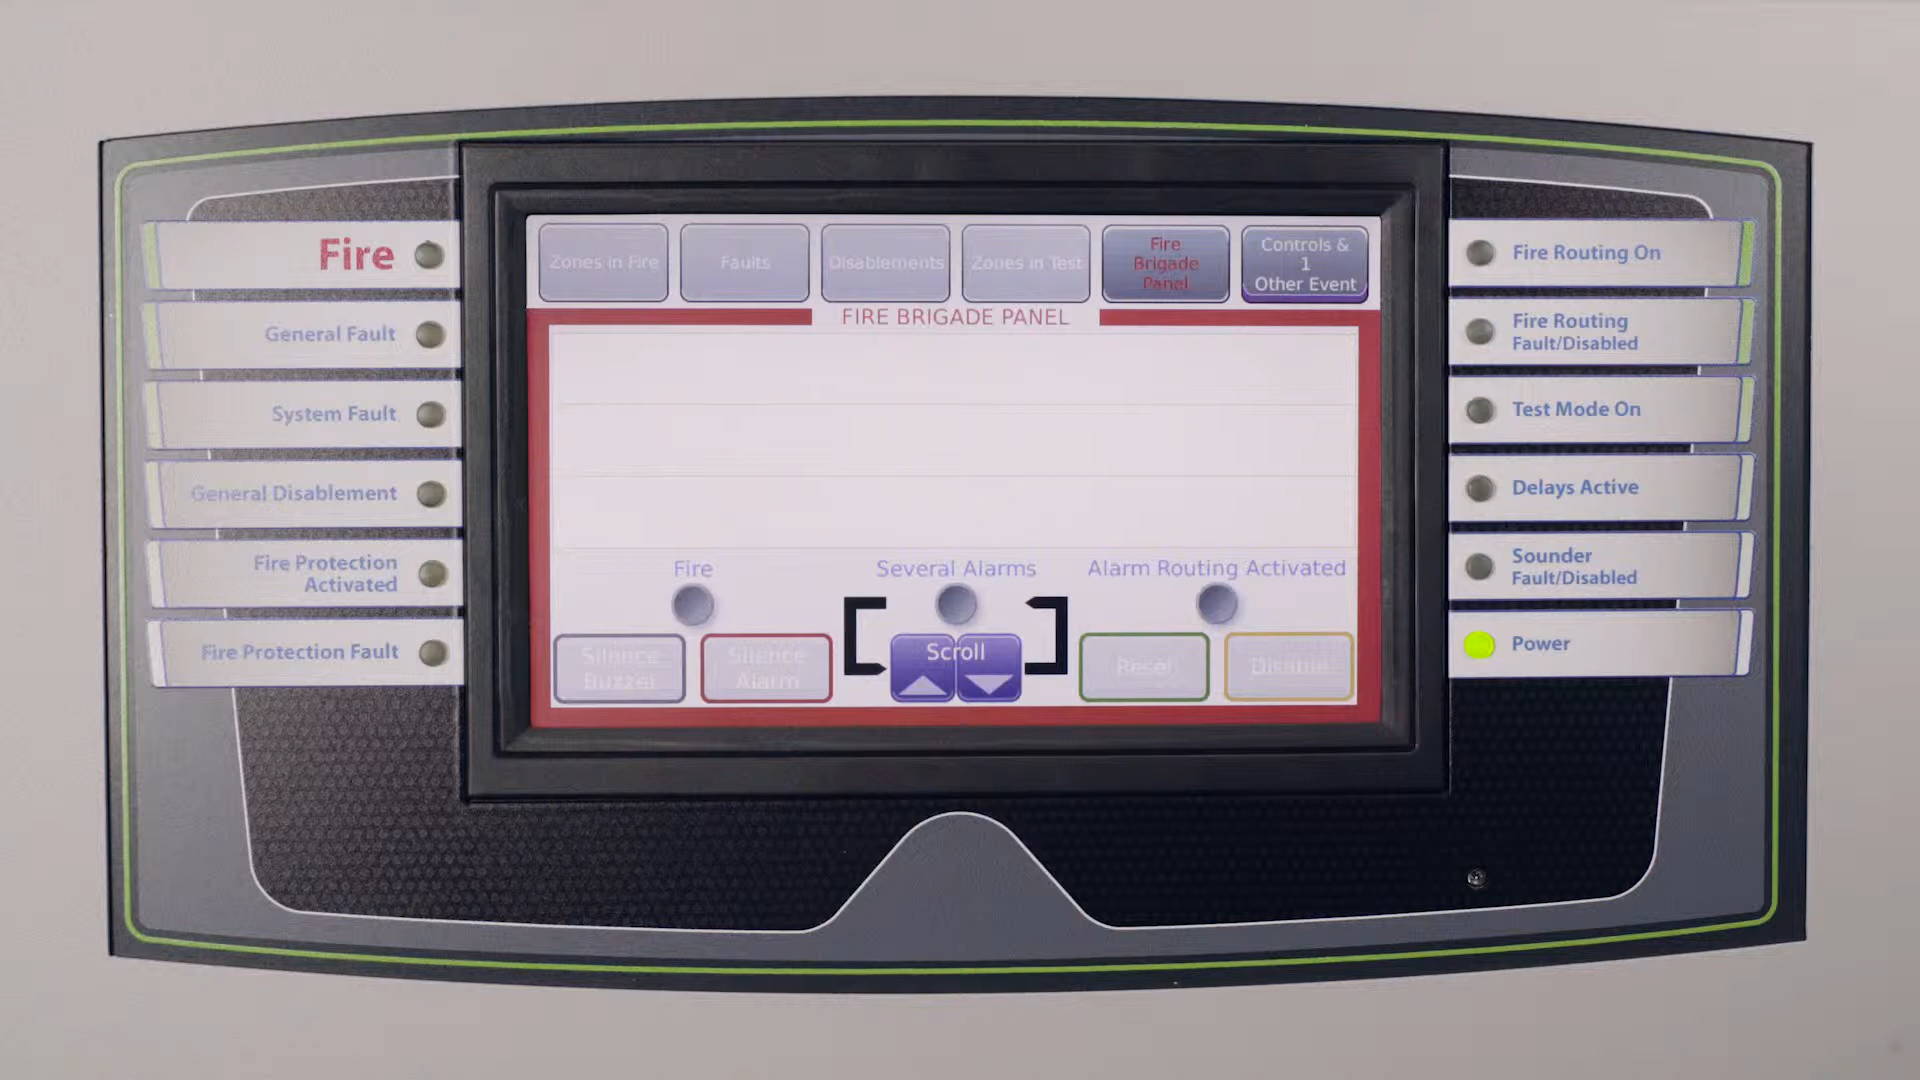 Fire
General Fault
System Fault
General Disablement
Fire Protection
Activated
Fire Protection Fault
Zones in Fire
Faults
Disablements
Zones in Test
Fire
Brigade
Panel
Controls &
1
Other Event
FIRE BRIGADE PANEL
Fire
Several Alarms
Alarm Routing Activated
Silence
Buzzer
Silence
Alarm
Scroll
Reset
Disable
Fire Routing On
Fire Routing
Fault/Disabled
Test Mode On
Delays Active
Sounder
Fault/Disabled
Power